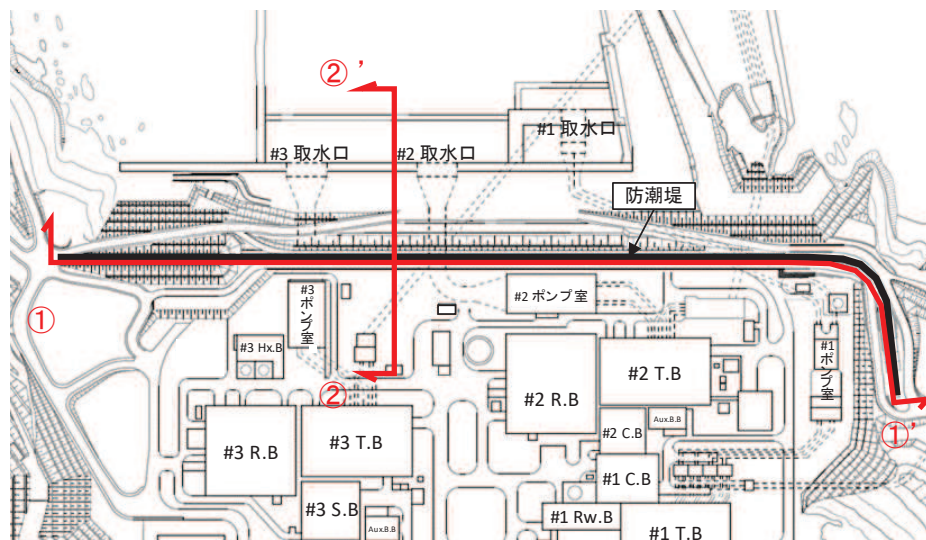 ②'
#1 取水口
#3 取水口
#2 取水口
防潮堤
①
#3 ポンプ室
#2 ポンプ室
#1 ポンプ室
#3 Hx.B
②
#2 T.B
#2 R.B
①'
#3 R.B
#3 T.B
#2 C.B
Aux.B.B
#1 C.B
#3 S.B
Aux.B.B
#1 Rw.B
#1 T.B